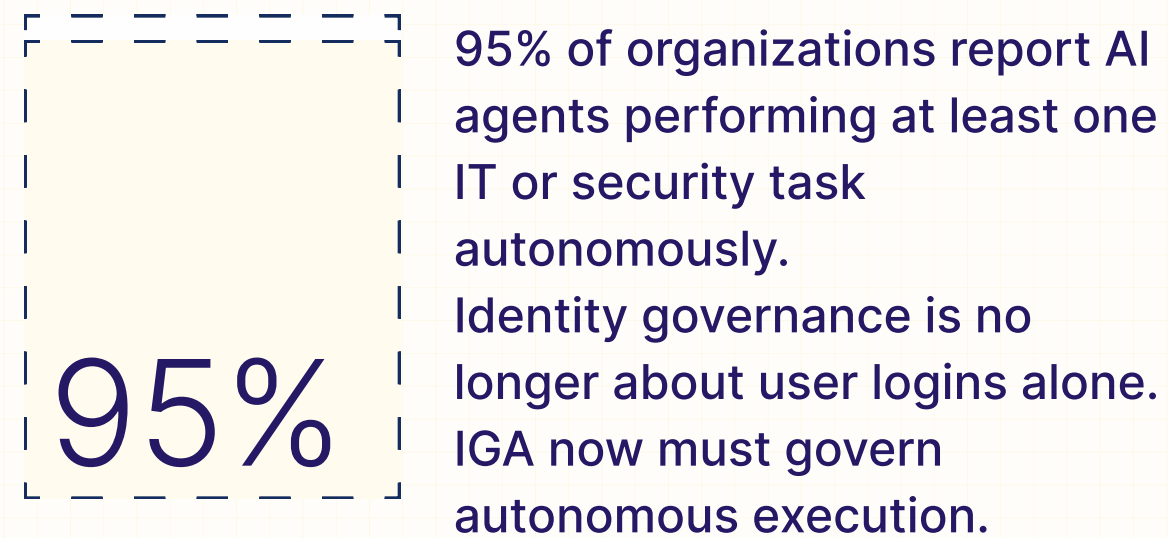 95%
95% of organizations report AI
agents performing at least one
IT or security task
autonomously.
Identity governance is no
longer about user logins alone.
IGA now must govern
autonomous execution.